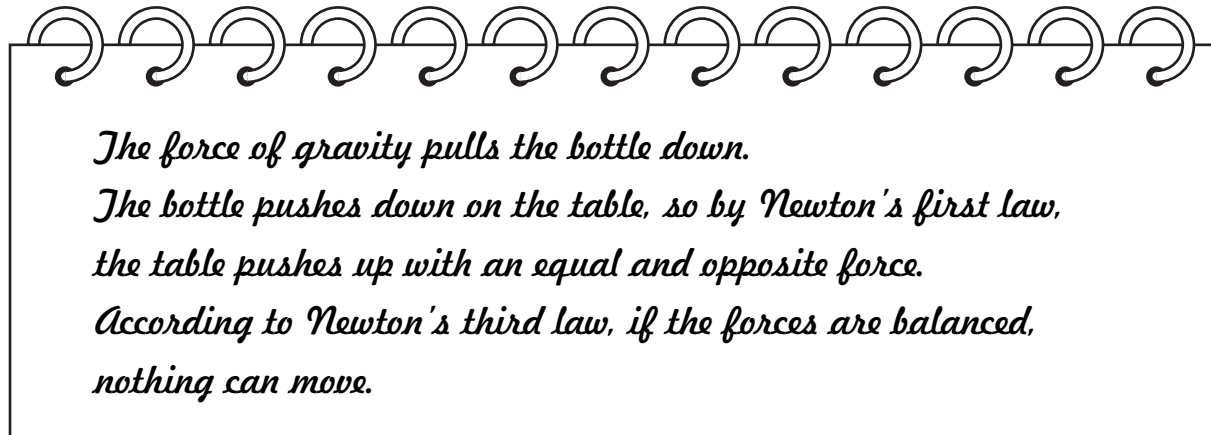 The force of gravity pulls the bottle down.
The bottle pushes down on the table, so by Newton's first law,
the table pushes up with an equal and opposite force.
According to Newton's third law, if the forces are balanced,
nothing can move.